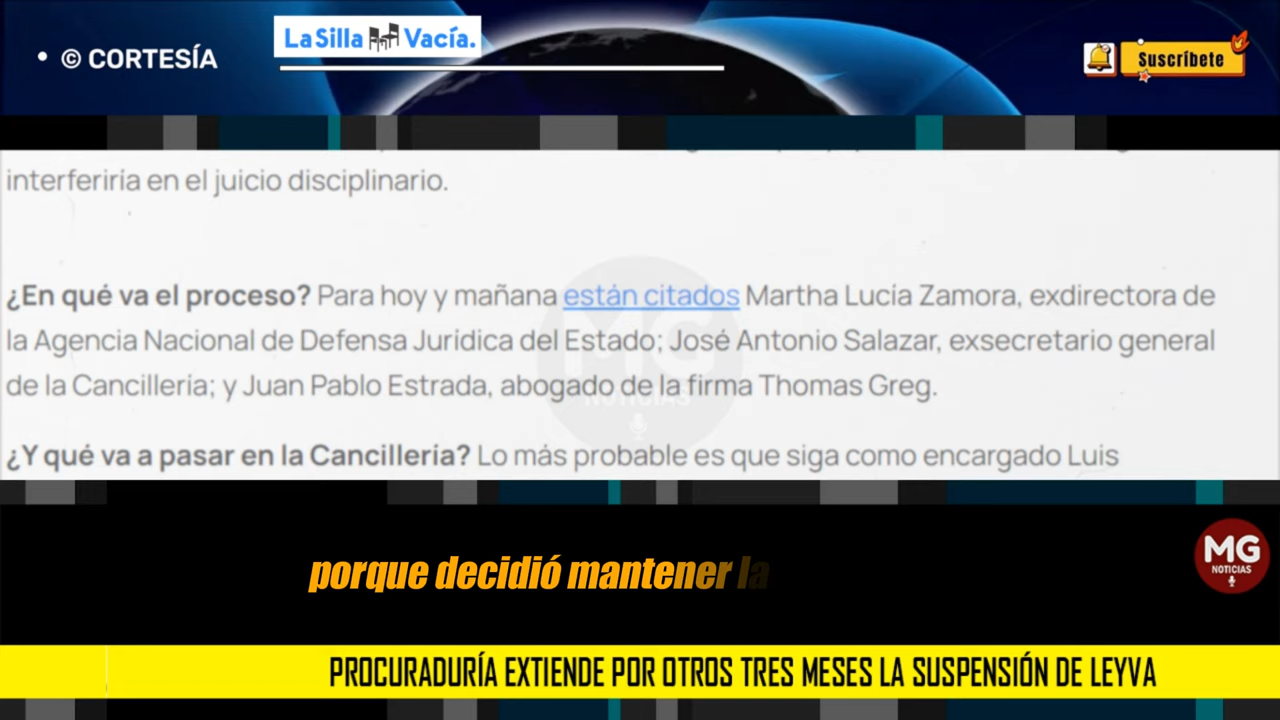 • © CORTESÍA
La Silla Vacía.
Suscríbete
interferiría en el juicio disciplinario.
¿En qué va el proceso? Para hoy y mañana están citados Martha Lucía Zamora, exdirectora de
la Agencia Nacional de Defensa Jurídica del Estado; José Antonio Salazar, exsecretario general
de la Cancillería; y Juan Pablo Estrada, abogado de la firma Thomas Greg.
MG
NOTICIAS
¿Y qué va a pasar en la Cancillería? Lo más probable es que siga como encargado Luis
porque decidió mantener la
MG
NOTICIAS
PROCURADURÍA EXTIENDE POR OTROS TRES MESES LA SUSPENSIÓN DE LEYVA